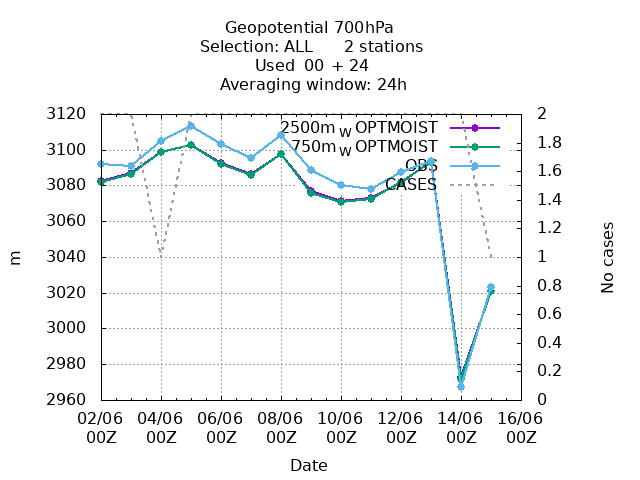 Geopotential 700hPa
Selection: ALL 2 stations
Used 00 + 24
Averaging window: 24h
3120
3100
3080
3060
3040
3020
3000
2980
2960
2
1.8
1.6
1.4
1.2
1
0.8
0.6
0.4
0.2
0
2500m_W OPTMOIST
750m_W OPTMOIST
OBS
CASES
m
No cases
02/06 04/06 06/06 08/06 10/06 12/06 14/06 16/06
00Z 00Z 00Z 00Z 00Z 00Z 00Z 00Z
Date